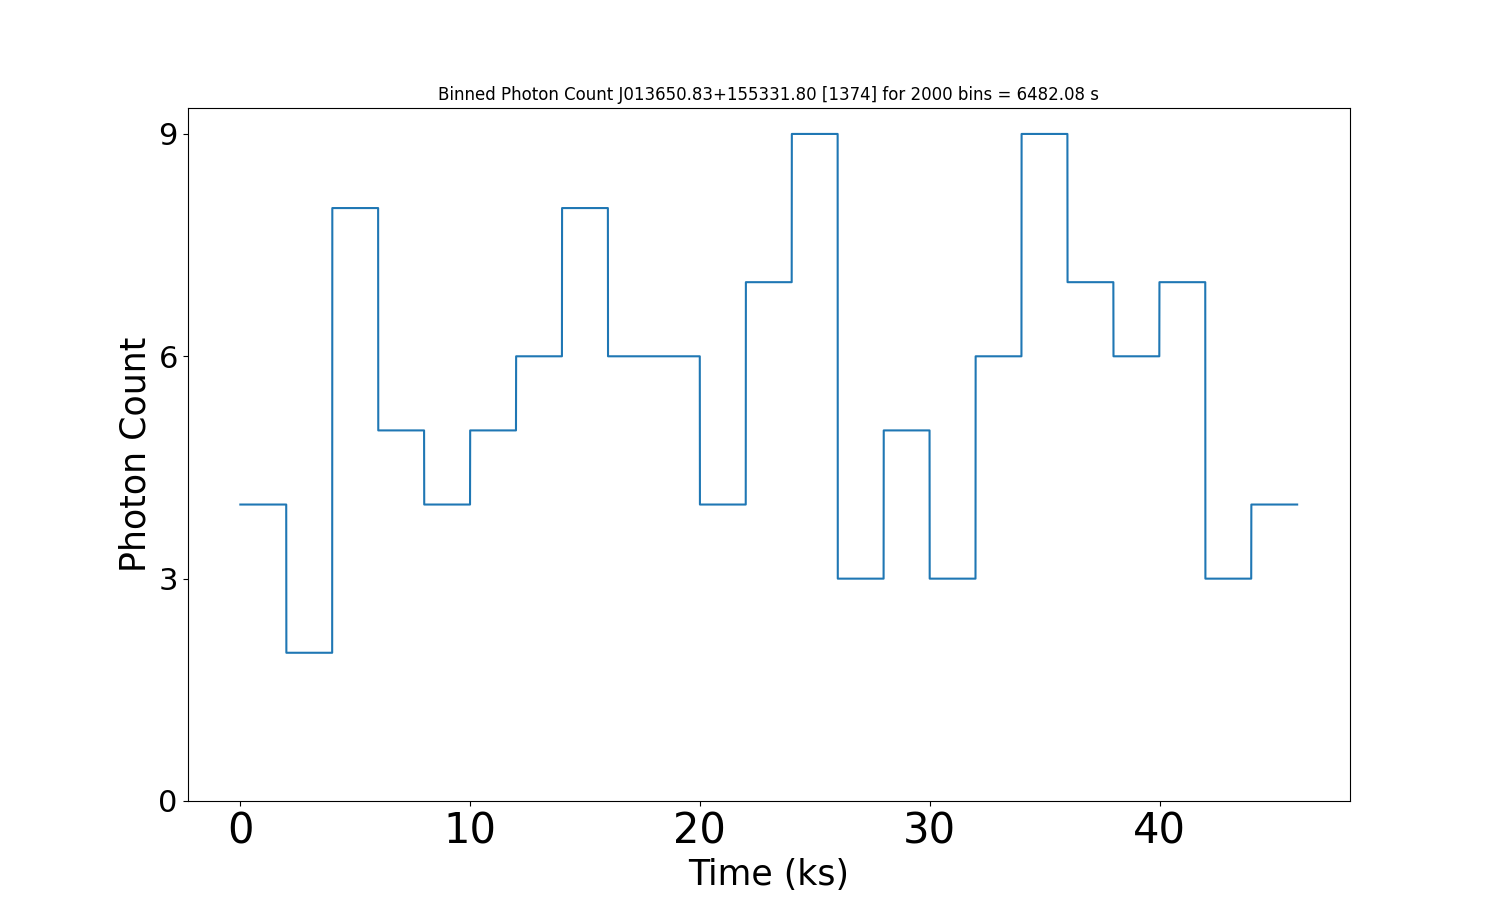 Binned Photon Count J013650.83+155331.80 [1374] for 2000 bins = 6482.08 s
9
6
3
0
Photon Count
0 10 20 30 40
Time (ks)